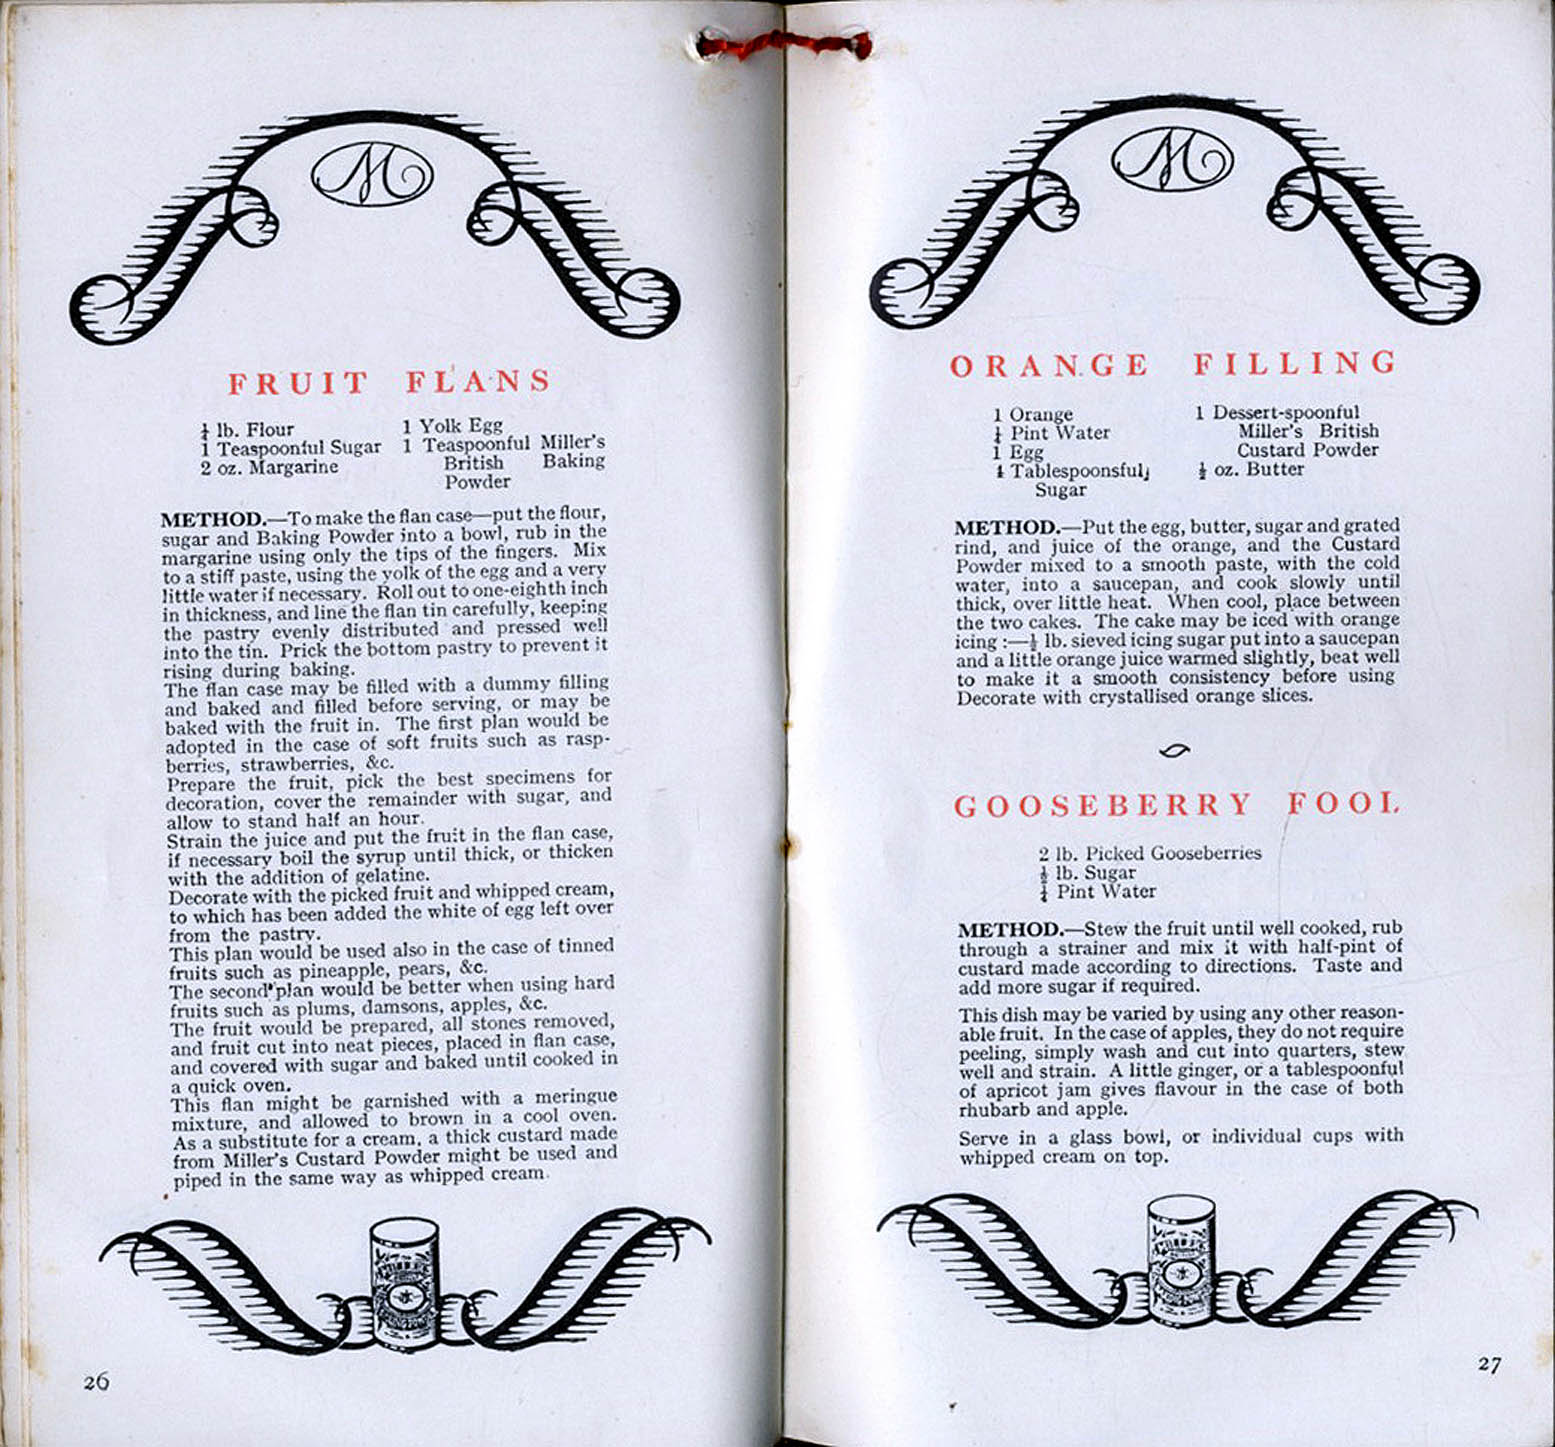 M
FRUIT FLANS
¼ lb. Flour
1 Teaspoonful Sugar
2 oz. Margarine
1 Yolk Egg
1 Teaspoonful Miller's
British Baking
Powder
METHOD.—To make the flan case—put the flour,
sugar and Baking Powder into a bowl, rub in the
margarine using only the tips of the fingers. Mix
to a stiff paste, using the yolk of the egg and a very
little water if necessary. Roll out to one-eighth inch
in thickness, and line the flan tin carefully, keeping
the pastry evenly distributed and pressed well
into the tin. Prick the bottom pastry to prevent it
rising during baking.
The flan case may be filled with a dummy filling
and baked and filled before serving, or may be
baked with the fruit in. The first plan would be
adopted in the case of soft fruits such as rasp-
berries, strawberries, &c.
Prepare the fruit, pick the best specimens for
decoration, cover the remainder with sugar, and
allow to stand half an hour.
Strain the juice and put the fruit in the flan case,
if necessary boil the syrup until thick, or thicken
with the addition of gelatine.
Decorate with the picked fruit and whipped cream,
to which has been added the white of egg left over
from the pastry.
This plan would be used also in the case of tinned
fruits such as pineapple, pears, &c.
The second plan would be better when using hard
fruits such as plums, damsons, apples, &c.
The fruit would be prepared, all stones removed,
and fruit cut into neat pieces, placed in flan case,
and covered with sugar and baked until cooked in
a quick oven.
This flan might be garnished with a meringue
mixture, and allowed to brown in a cool oven.
As a substitute for a cream, a thick custard made
from Miller's Custard Powder might be used and
piped in the same way as whipped cream.
26
M
ORANGE FILLING
1 Orange
Pint Water
1 Egg
Tablespoonsful
Sugar
1 Dessert-spoonful
Miller's British
Custard Powder
½ oz. Butter
METHOD.—Put the egg, butter, sugar and grated
rind, and juice of the orange, and the Custard
Powder mixed to a smooth paste, with the cold
water, into a saucepan, and cook slowly until
thick, over little heat. When cool, place between
the two cakes. The cake may be iced with orange
icing :—½ lb. sieved icing sugar put into a saucepan
and a little orange juice warmed slightly, beat well
to make it a smooth consistency before using
Decorate with crystallised orange slices.
GOOSEBERRY FOOL
2 lb. Picked Gooseberries
½ lb. Sugar
¼ Pint Water
METHOD.—Stew the fruit until well cooked, rub
through a strainer and mix it with half-pint of
custard made according to directions. Taste and
add more sugar if required.
This dish may be varied by using any other reason-
able fruit. In the case of apples, they do not require
peeling, simply wash and cut into quarters, stew
well and strain. A little ginger, or a tablespoonful
of apricot jam gives flavour in the case of both
rhubarb and apple.
Serve in a glass bowl, or individual cups with
whipped cream on top.
27